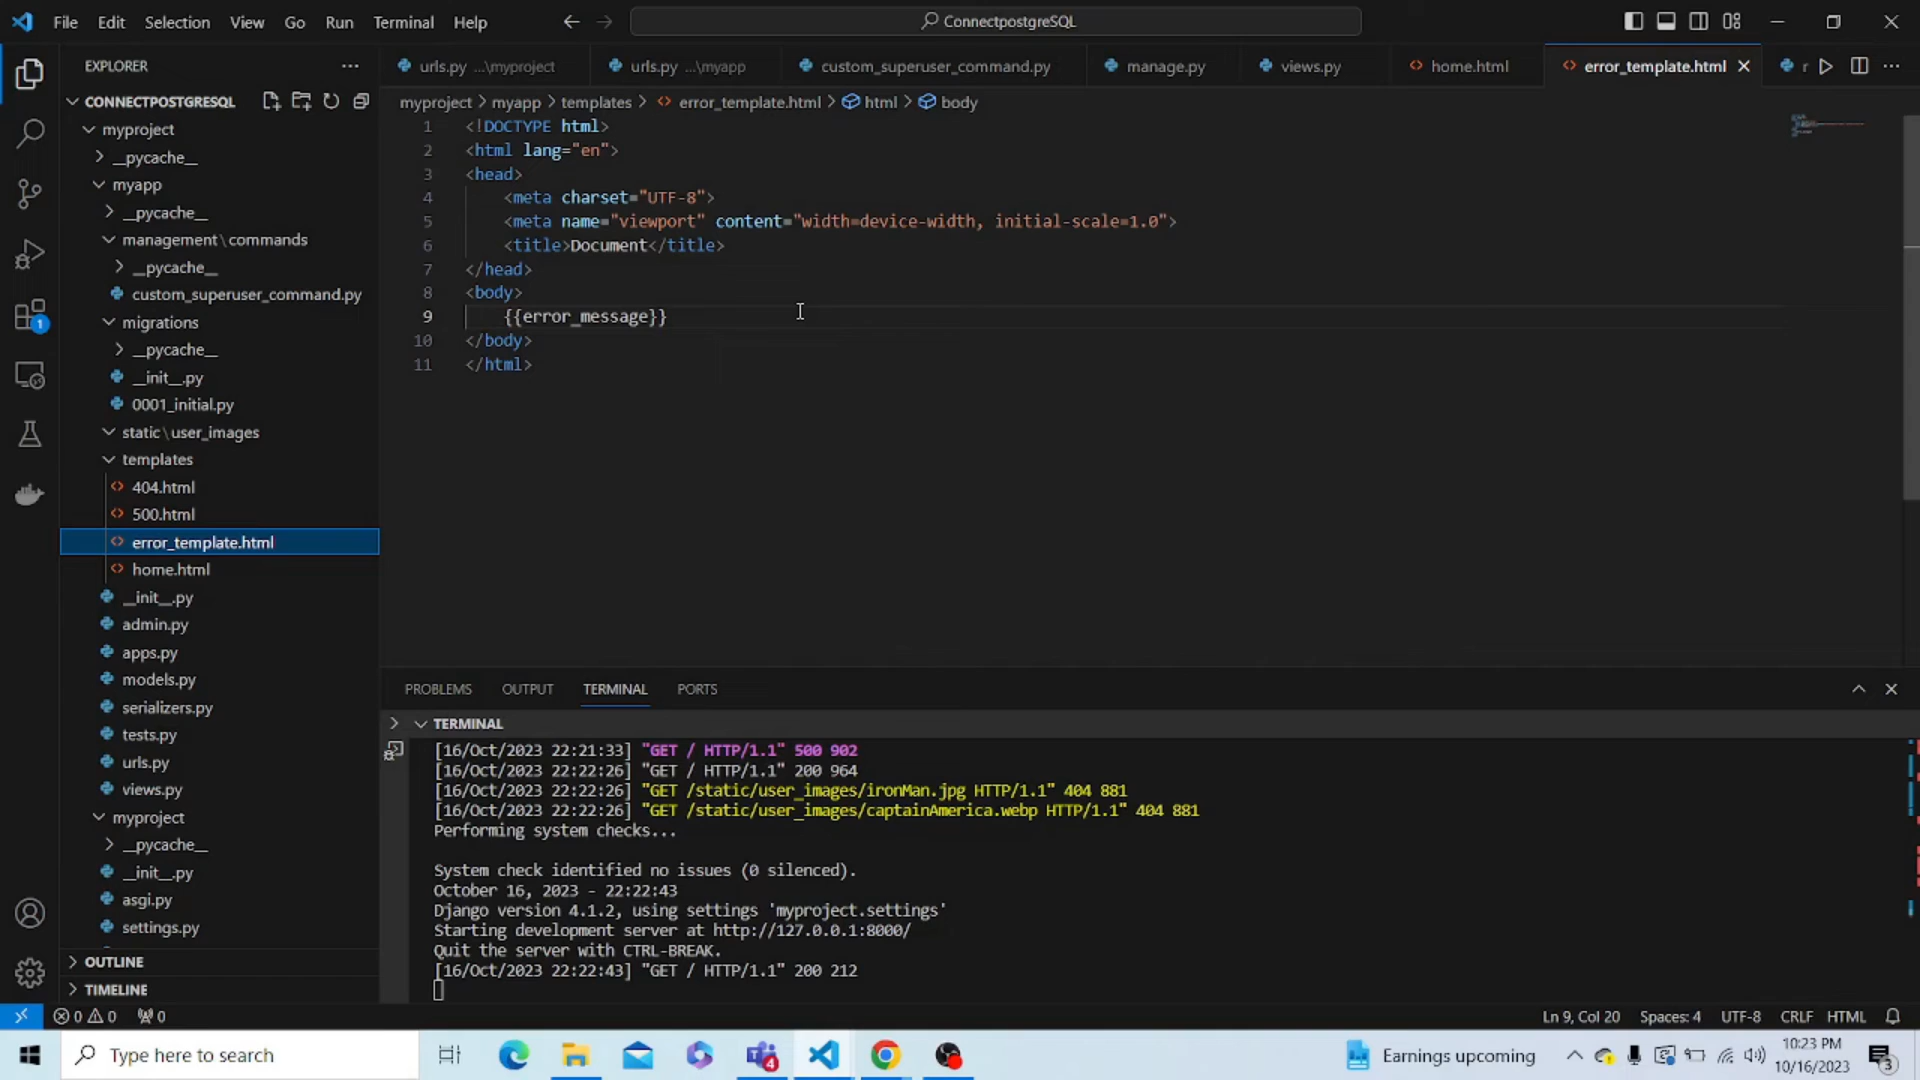 File Edit Selection View Go Run Terminal Help
ConnectpostgreSQL
EXPLORER
urls.py ...\myproject
urls.py ...\myapp
custom_superuser_command.py
manage.py
views.py
home.html
error_template.html
r
CONNECTPOSTGRESQL
myproject > myapp > templates > error_template.html > html > body
myproject
__pycache__
myapp
__pycache__
management\commands
__pycache__
custom_superuser_command.py
migrations
__pycache__
__init__.py
0001_initial.py
static\user_images
templates
404.html
500.html
error_template.html
home.html
__init__.py
admin.py
apps.py
models.py
serializers.py
tests.py
urls.py
views.py
myproject
__pycache__
__init__.py
asgi.py
settings.py
OUTLINE
TIMELINE
1
1 <!DOCTYPE html>
2 <html lang="en">
3 <head>
4 <meta charset="UTF-8">
5 <meta name="viewport" content="width=device-width, initial-scale=1.0">
6 <title>Document</title>
7 </head>
8 <body>
9 {{error_message}}
10 </body>
11 </html>
PROBLEMS OUTPUT TERMINAL PORTS
TERMINAL
[16/Oct/2023 22:21:33] "GET / HTTP/1.1" 500 902
[16/Oct/2023 22:22:26] "GET / HTTP/1.1" 200 964
[16/Oct/2023 22:22:26] "GET /static/user_images/ironMan.jpg HTTP/1.1" 404 881
[16/Oct/2023 22:22:26] "GET /static/user_images/captainAmerica.webp HTTP/1.1" 404 881
Performing system checks...
System check identified no issues (0 silenced).
October 16, 2023 - 22:22:43
Django version 4.1.2, using settings 'myproject.settings'
Starting development server at http://127.0.0.1:8000/
Quit the server with CTRL-BREAK.
[16/Oct/2023 22:22:43] "GET / HTTP/1.1" 200 212
0 0 0
Ln 9, Col 20 Spaces: 4 UTF-8 CRLF HTML
Type here to search
4
Earnings upcoming
10:23 PM
10/16/2023
3